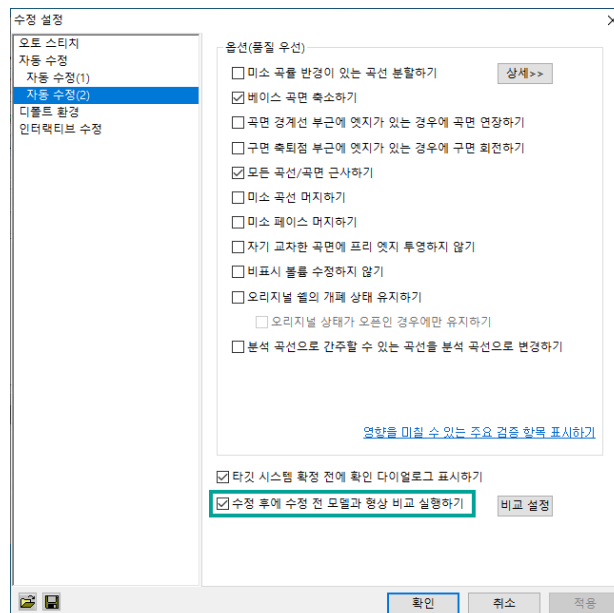 수정 설정
오토 스티치
자동 수정
자동 수정(1)
자동 수정(2)
디폴트 환경
인터랙티브 수정
옵션(품질 우선)
미소 곡률 반경이 있는 곡선 분할하기
상세>>
베이스 곡면 축소하기
곡면 경계선 부근에 엣지가 있는 경우에 곡면 연장하기
구면 축퇴점 부근에 엣지가 있는 경우에 구면 회전하기
모든 곡선/곡면 근사하기
미소 곡선 머지하기
미소 페이스 머지하기
자기 교차한 곡면에 프리 엣지 투영하지 않기
비표시 볼륨 수정하지 않기
오리지널 쉘의 개폐 상태 유지하기
오리지널 상태가 오픈인 경우에만 유지하기
분석 곡선으로 간주할 수 있는 곡선을 분석 곡선으로 변경하기
영향을 미칠 수 있는 주요 검증 항목 표시하기
타깃 시스템 확정 전에 확인 다이얼로그 표시하기
수정 후에 수정 전 모델과 형상 비교 실행하기
비교 설정
확인
취소
적용